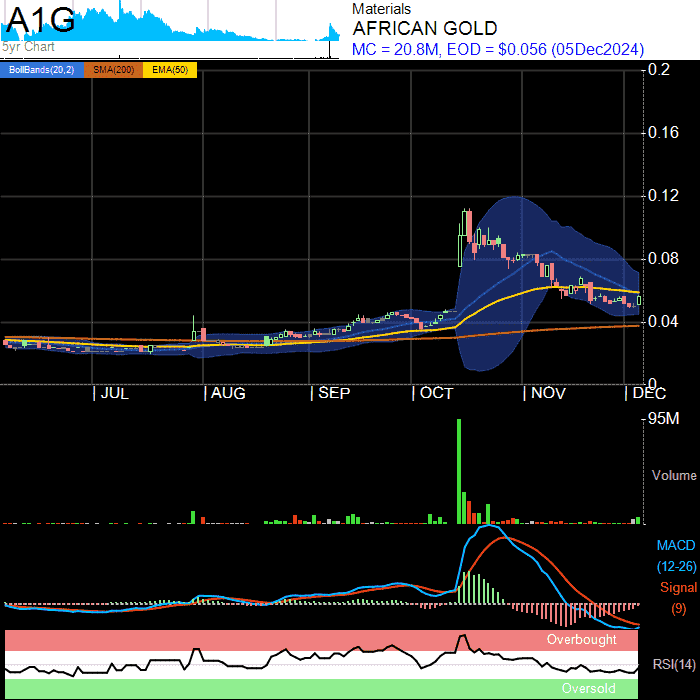 A1G
5yr Chart
Materials
AFRICAN GOLD
MC = 20.8M, EOD = $0.056 (05Dec2024)
BollBands(20,2) SMA(200) EMA(50)
0.2
0.16
0.12
0.08
0.04
0
| JUL | AUG | SEP | OCT | NOV | DEC
95M
Volume
MACD
(12-26)
Signal
(9)
Overbought
RSI(14)
Oversold